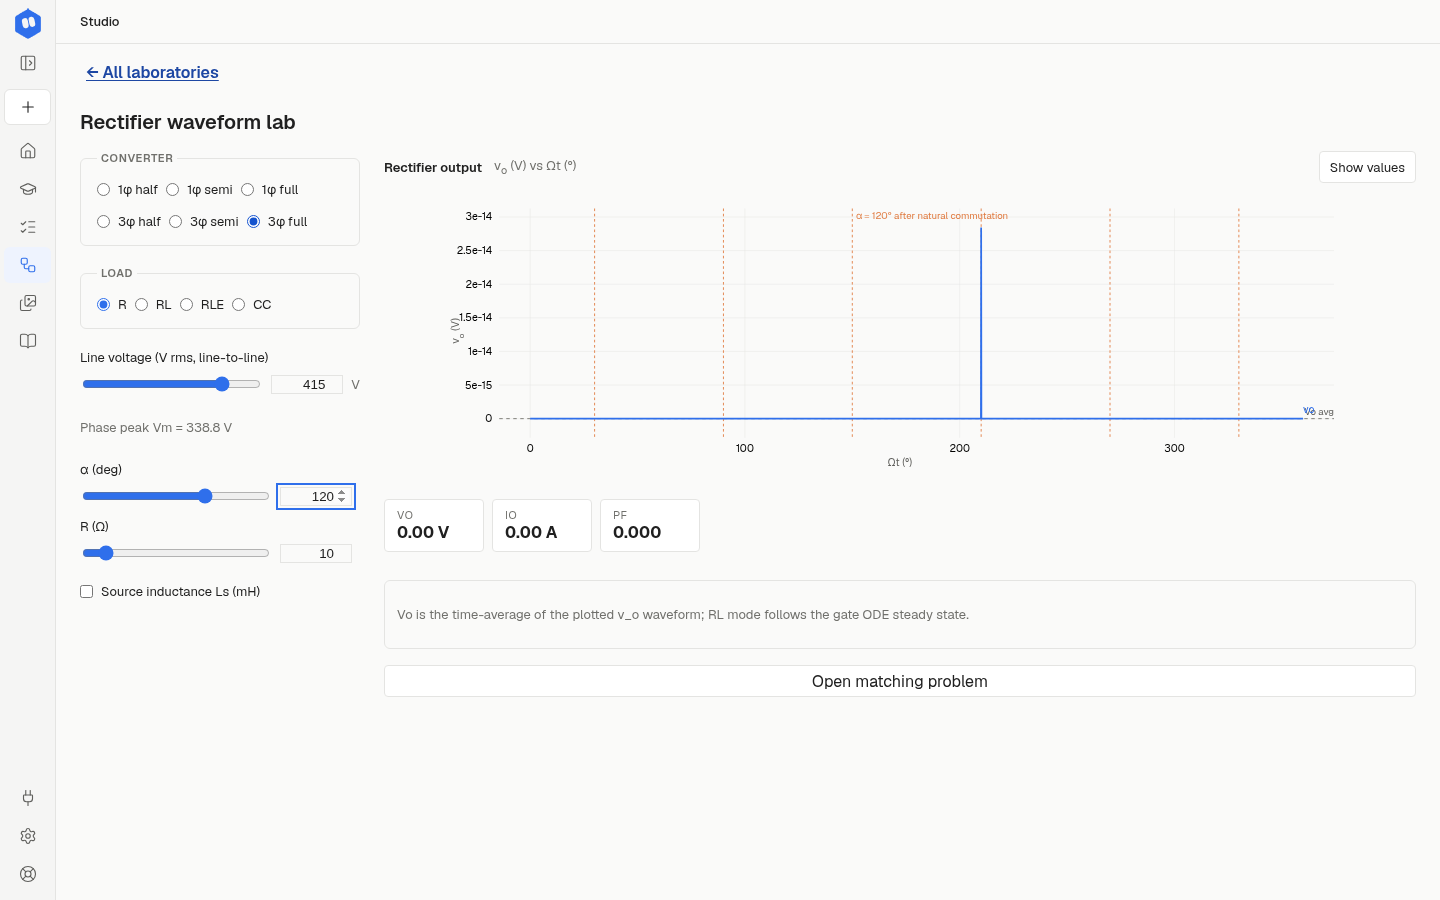 Studio
← All laboratories
Rectifier waveform lab
CONVERTER
1φ half 1φ semi 1φ full
3φ half 3φ semi 3φ full
LOAD
R RL RLE CC
Line voltage (V rms, line-to-line)
415 V
Phase peak Vm = 338.8 V
α (deg)
120
R (Ω)
10
Source inductance Ls (mH)
Rectifier output vo (V) vs Ωt (°)
Show values
α = 120° after natural commutation
3e-14
2.5e-14
2e-14
1.5e-14
1e-14
5e-15
0
vo (V)
Vo avg
0 100 200 300
Ωt (°)
VO
0.00 V
IO
0.00 A
PF
0.000
Vo is the time-average of the plotted v_o waveform; RL mode follows the gate ODE steady state.
Open matching problem